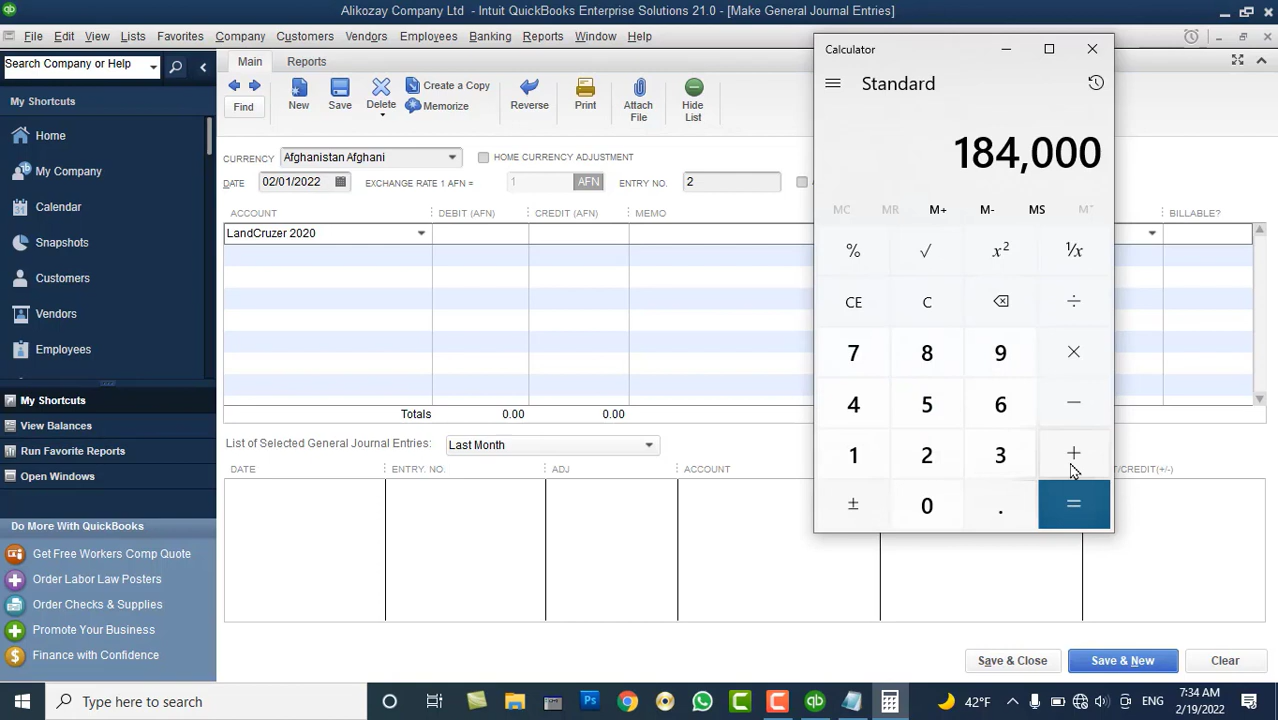 Alikozay Company Ltd - Intuit QuickBooks Enterprise Solutions 21.0 - [Make General Journal Entries]
File Edit View Lists Favorites Company Customers Vendors Employees Banking Reports Window Help
Search Company or Help
My Shortcuts
Home
My Company
Calendar
Snapshots
Customers
Vendors
Employees
My Shortcuts
View Balances
Run Favorite Reports
Open Windows
Do More With QuickBooks
Get Free Workers Comp Quote
Order Labor Law Posters
Order Checks & Supplies
Promote Your Business
Finance with Confidence
Main Reports
Find New Save Delete Create a Copy Memorize Reverse Print Attach File Hide List
CURRENCY Afghanistan Afghani HOME CURRENCY ADJUSTMENT
DATE 02/01/2022 EXCHANGE RATE 1 AFN = 1 AFN ENTRY NO. 2
ACCOUNT DEBIT (AFN) CREDIT (AFN) MEMO BILLABLE?
LandCruzer 2020
Totals 0.00 0.00
List of Selected General Journal Entries: Last Month
DATE ENTRY. NO. ADJ ACCOUNT T/CREDIT(+/-)
Save & Close Save & New Clear
Calculator
Standard
184,000
MC MR M+ M- MS M˅
% √ x² ¹/x
CE C ÷
7 8 9 ×
4 5 6 −
1 2 3 +
± 0 . =
Type here to search
Ps
qb
42°F
ENG
7:34 AM
2/19/2022